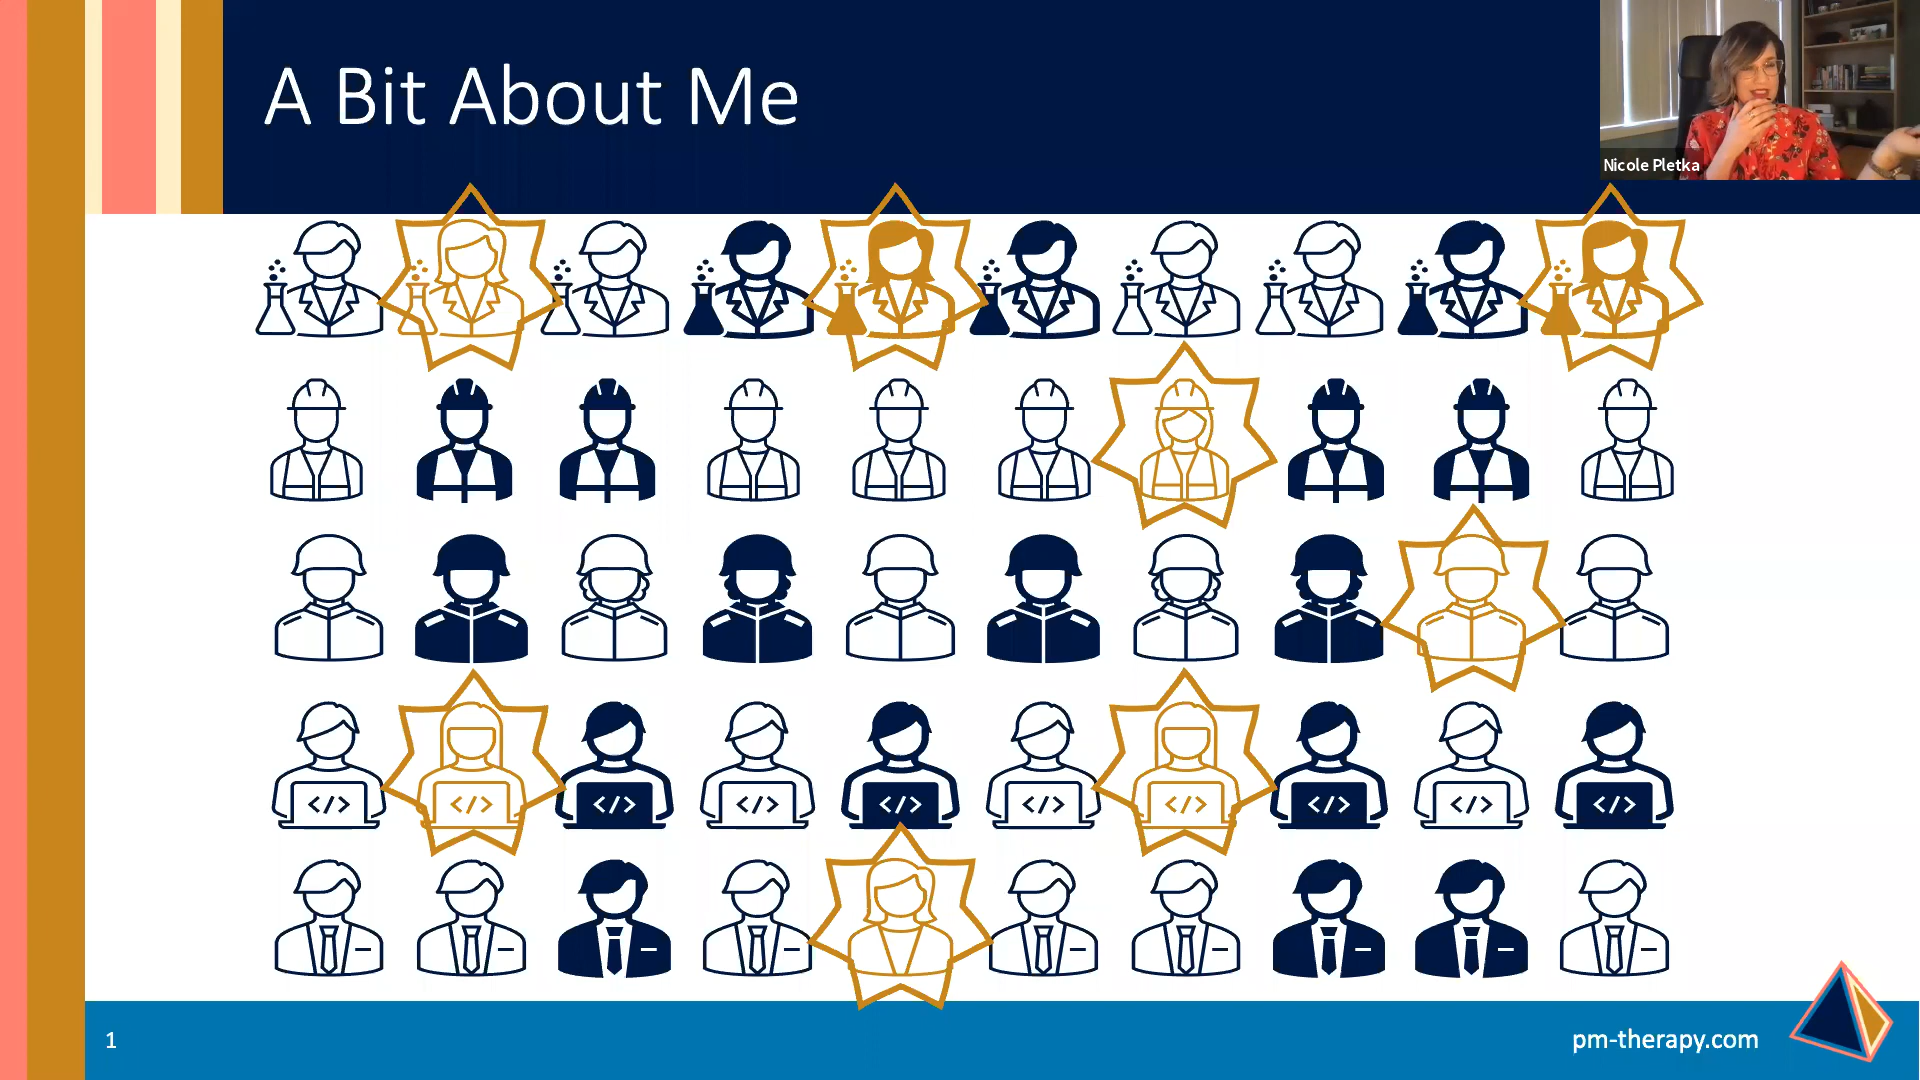 A Bit About Me
Nicole Pletka
</> </> </> </> </> </> </> </> </> </>
1
pm-therapy.com